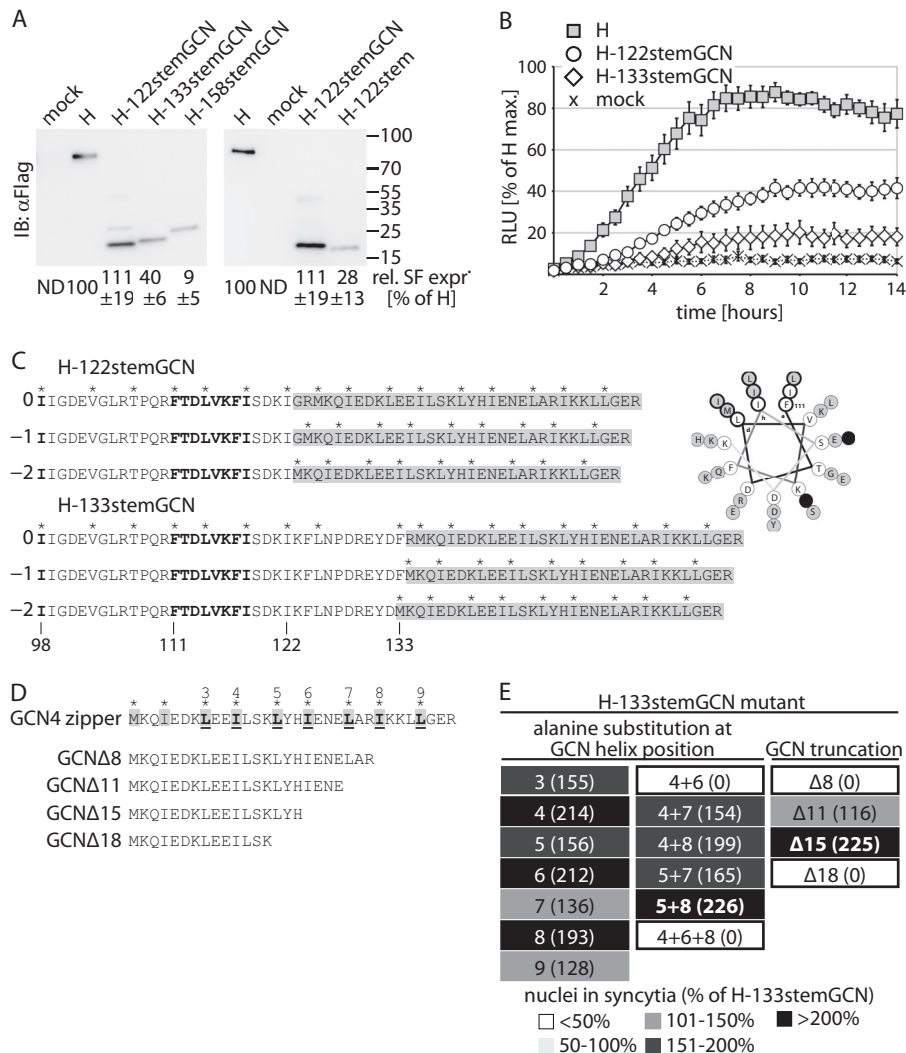 A
mock
H
H-122stemGCN
H-133stemGCN
H-158stemGCN
H
mock
H-122stemGCN
H-122stem
IB: αFlag
100
70
55
35
25
15
ND 100 111 ±19 40 ±6 9 ±5
100 ND 111 ±19 28 ±13
rel. SF expr.
[% of H]
B
H
H-122stemGCN
H-133stemGCN
x mock
RLU [% of H max.]
100
80
60
40
20
2 4 6 8 10 12 14
time [hours]
C
H-122stemGCN
0 IIGDEVGLRTPQRFTDLVKFISDKIGRMKQIEDKLEEILSKLYHIENELARIKKLLGER
−1 IIGDEVGLRTPQRFTDLVKFISDKIGMKQIEDKLEEILSKLYHIENELARIKKLLGER
−2 IIGDEVGLRTPQRFTDLVKFISDKIMKQIEDKLEEILSKLYHIENELARIKKLLGER
H-133stemGCN
0 IIGDEVGLRTPQRFTDLVKFISDKIKFLNPDREYDFRMKQIEDKLEEILSKLYHIENELARIKKLLGER
−1 IIGDEVGLRTPQRFTDLVKFISDKIKFLNPDREYDFMKQIEDKLEEILSKLYHIENELARIKKLLGER
−2 IIGDEVGLRTPQRFTDLVKFISDKIKFLNPDREYDMKQIEDKLEEILSKLYHIENELARIKKLLGER
98 111 122 133
L I I
L I F 111
I M L
V K L
H K K
S E
K Q F
T G E
E R D
D D Y
K S
a h d
D
3 4 5 6 7 8 9
GCN4 zipper MKQIEDKLEEILSKLYHIENELARIKKLLGER
GCNΔ8 MKQIEDKLEEILSKLYHIENELAR
GCNΔ11 MKQIEDKLEEILSKLYHIENE
GCNΔ15 MKQIEDKLEEILSKLYH
GCNΔ18 MKQIEDKLEEILSK
E
H-133stemGCN mutant
alanine substitution at GCN helix position
GCN truncation
3 (155) 4+6 (0) Δ8 (0)
4 (214) 4+7 (154) Δ11 (116)
5 (156) 4+8 (199) Δ15 (225)
6 (212) 5+7 (165) Δ18 (0)
7 (136) 5+8 (226)
8 (193) 4+6+8 (0)
9 (128)
nuclei in syncytia (% of H-133stemGCN)
<50% 101-150% >200%
50-100% 151-200%